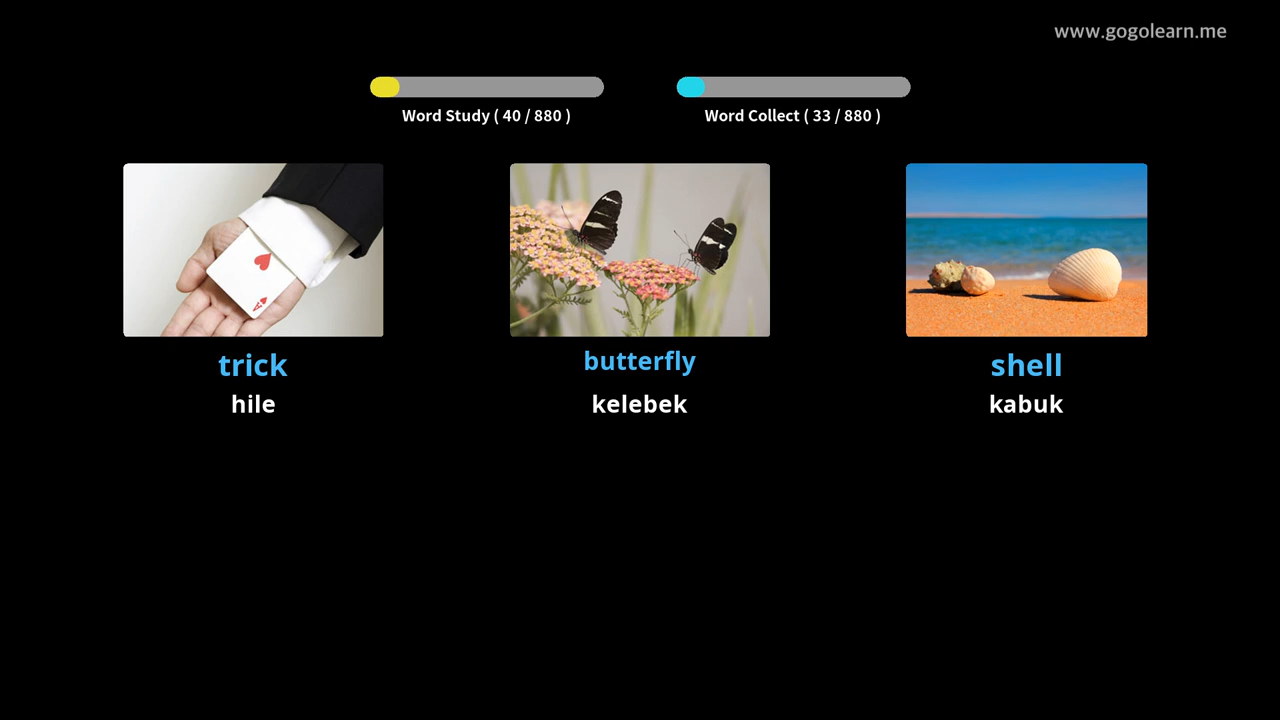 www.gogolearn.me
Word Study ( 40 / 880 )
Word Collect ( 33 / 880 )
trick
hile
butterfly
kelebek
shell
kabuk